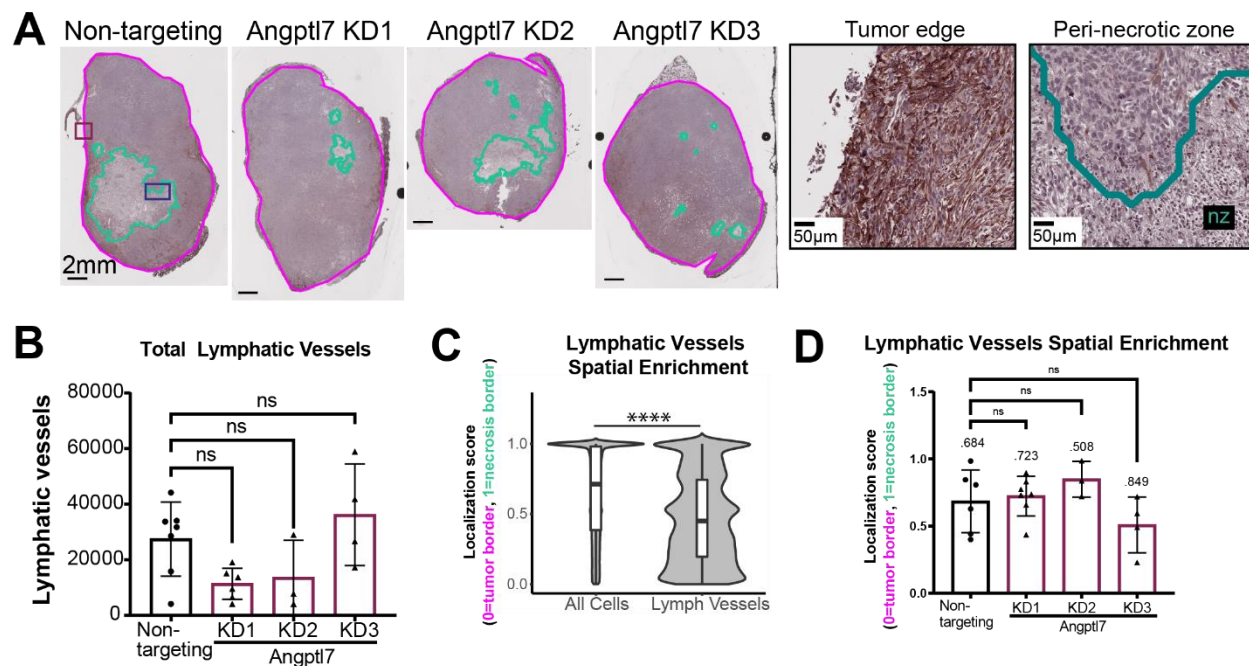 A
Non-targeting
Angptl7 KD1
Angptl7 KD2
Angptl7 KD3
Tumor edge
Peri-necrotic zone
2mm
50µm
50µm
nz
B
Total Lymphatic Vessels
Lymphatic vessels
80000
60000
40000
20000
0
ns
ns
ns
Non-
targeting
KD1
KD2
KD3
Angptl7
C
Lymphatic Vessels
Spatial Enrichment
Localization score
(0=tumor border, 1=necrosis border)
****
1.0
0.5
0.0
All Cells
Lymph Vessels
D
Lymphatic Vessels Spatial Enrichment
Localization score
(0=tumor border, 1=necrosis border)
1.5
1.0
0.5
0.0
ns
ns
ns
.684
.723
.508
.849
Non-
targeting
KD1
KD2
KD3
Angptl7